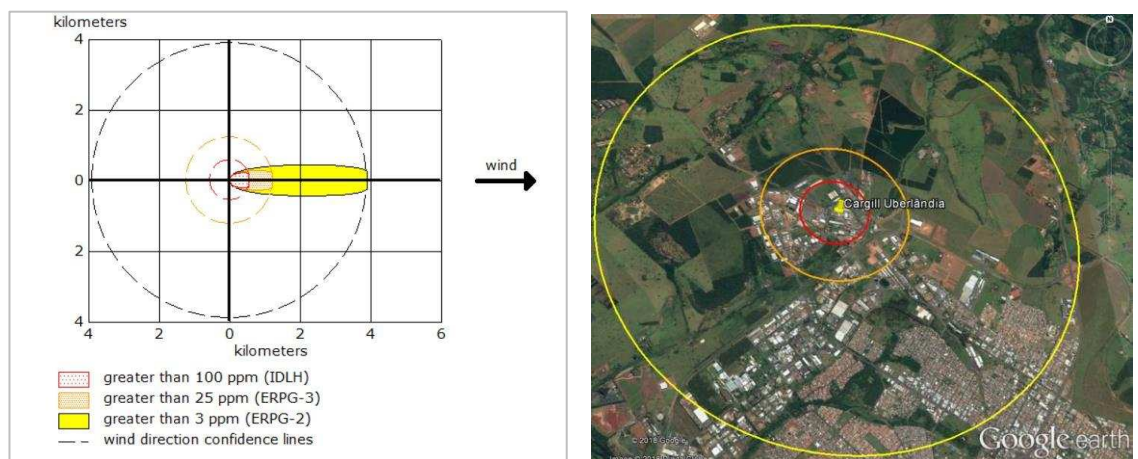 kilometers
4
2
0
2
4
4 2 0 2 4 6
kilometers
wind
greater than 100 ppm (IDLH)
greater than 25 ppm (ERPG-3)
greater than 3 ppm (ERPG-2)
wind direction confidence lines
N
Cargill Uberlândia
Google earth